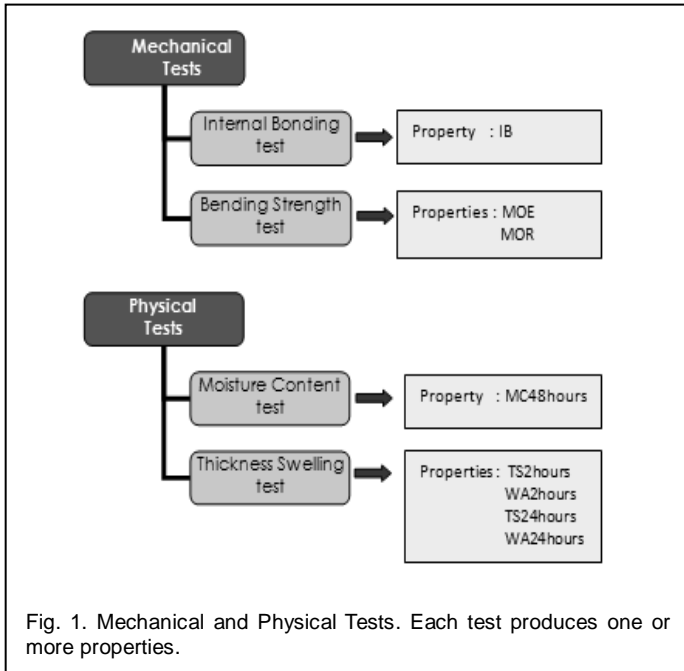 Mechanical
Tests
Internal Bonding
test
Property : IB
Bending Strength
test
Properties : MOE
MOR
Physical
Tests
Moisture Content
test
Property : MC48hours
Thickness Swelling
test
Properties : TS2hours
WA2hours
TS24hours
WA24hours
Fig. 1. Mechanical and Physical Tests. Each test produces one or
more properties.